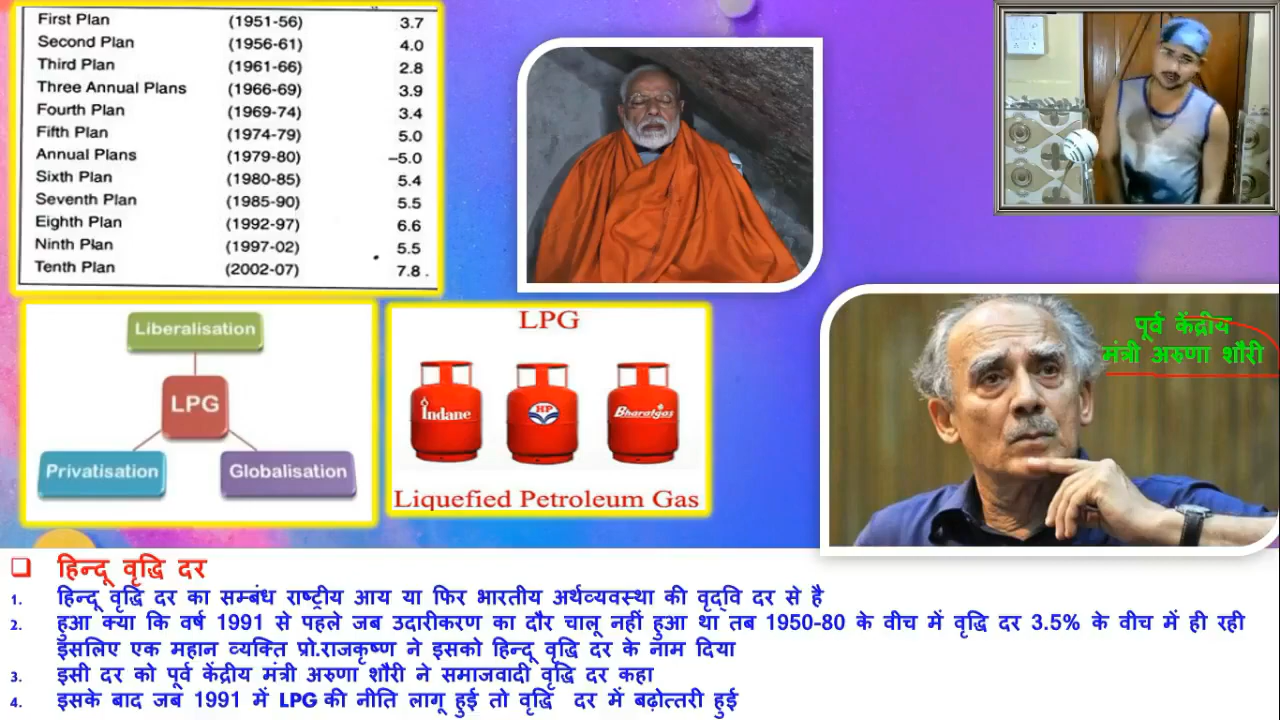 First Plan (1951-56) 3.7
Second Plan (1956-61) 4.0
Third Plan (1961-66) 2.8
Three Annual Plans (1966-69) 3.9
Fourth Plan (1969-74) 3.4
Fifth Plan (1974-79) 5.0
Annual Plans (1979-80) –5.0
Sixth Plan (1980-85) 5.4
Seventh Plan (1985-90) 5.5
Eighth Plan (1992-97) 6.6
Ninth Plan (1997-02) 5.5
Tenth Plan (2002-07) 7.8
Liberalisation
LPG
Privatisation
Globalisation
LPG
Indane
HP
Bharatgas
Liquefied Petroleum Gas
पूर्व केंद्रीय
मंत्री अरुणा शौरी
हिन्दू वृद्धि दर
1. हिन्दू वृद्धि दर का सम्बंध राष्ट्रीय आय या फिर भारतीय अर्थव्यवस्था की वृद्वि दर से है
2. हुआ क्या कि वर्ष 1991 से पहले जब उदारीकरण का दौर चालू नहीं हुआ था तब 1950-80 के वीच में वृद्धि दर 3.5% के वीच में ही रही
इसलिए एक महान व्यक्ति प्रो.राजकृष्ण ने इसको हिन्दू वृद्धि दर के नाम दिया
3. इसी दर को पूर्व केंद्रीय मंत्री अरुणा शौरी ने समाजवादी वृद्धि दर कहा
4. इसके बाद जब 1991 में LPG की नीति लागू हुई तो वृद्धि दर में बढ़ोत्तरी हुई